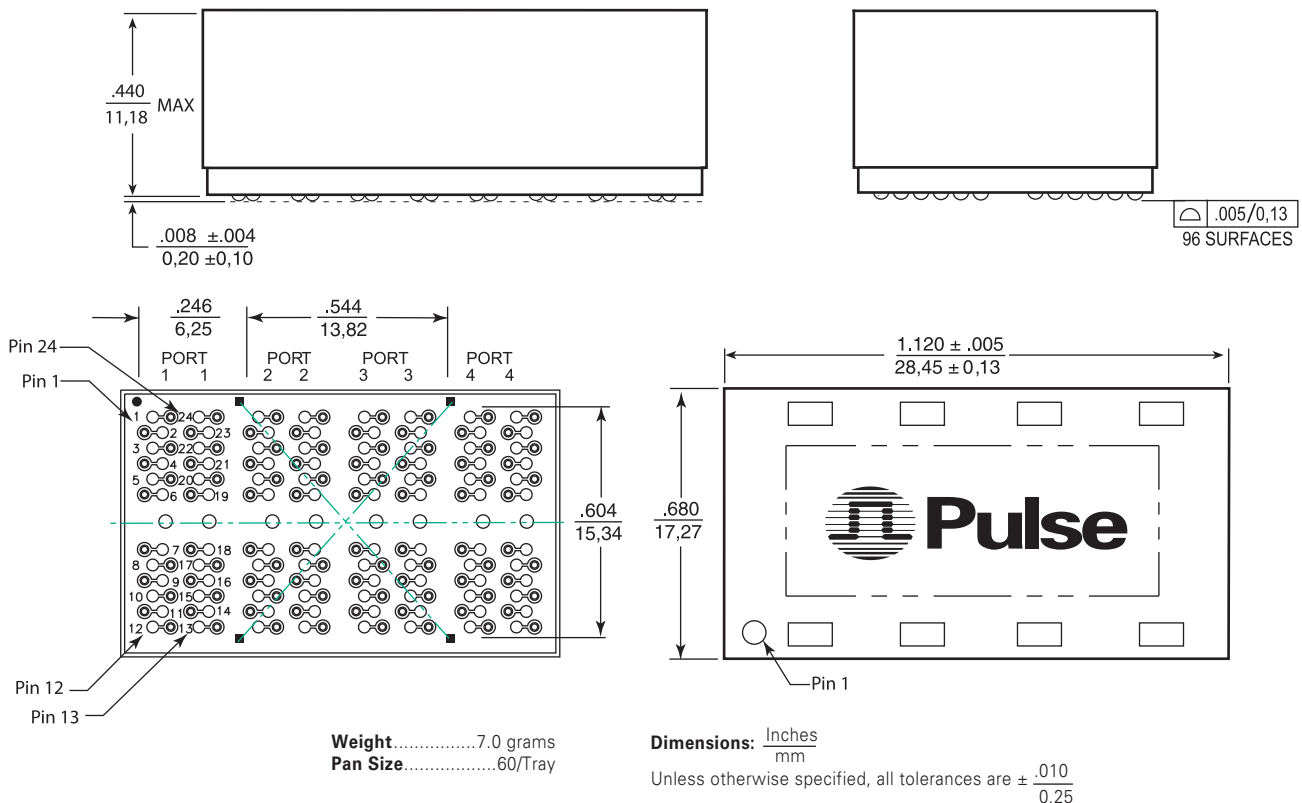 .440
11,18
MAX
.008 ±.004
0,20 ±0,10
.005/0,13
96 SURFACES
.246
6,25
.544
13,82
Pin 24
Pin 1
PORT PORT PORT PORT
1 1 2 2 3 3 4 4
1 24
2 23
3 22
4 21
5 20
6 19
7 18
8 17
9 16
10 15
11 14
12 13
.604
15,34
Pin 12
Pin 13
1.120 ± .005
28,45 ± 0,13
.680
17,27
Pulse
Pin 1
Weight................7.0 grams
Pan Size..................60/Tray
Dimensions: Inches
mm
Unless otherwise specified, all tolerances are ± .010
0,25